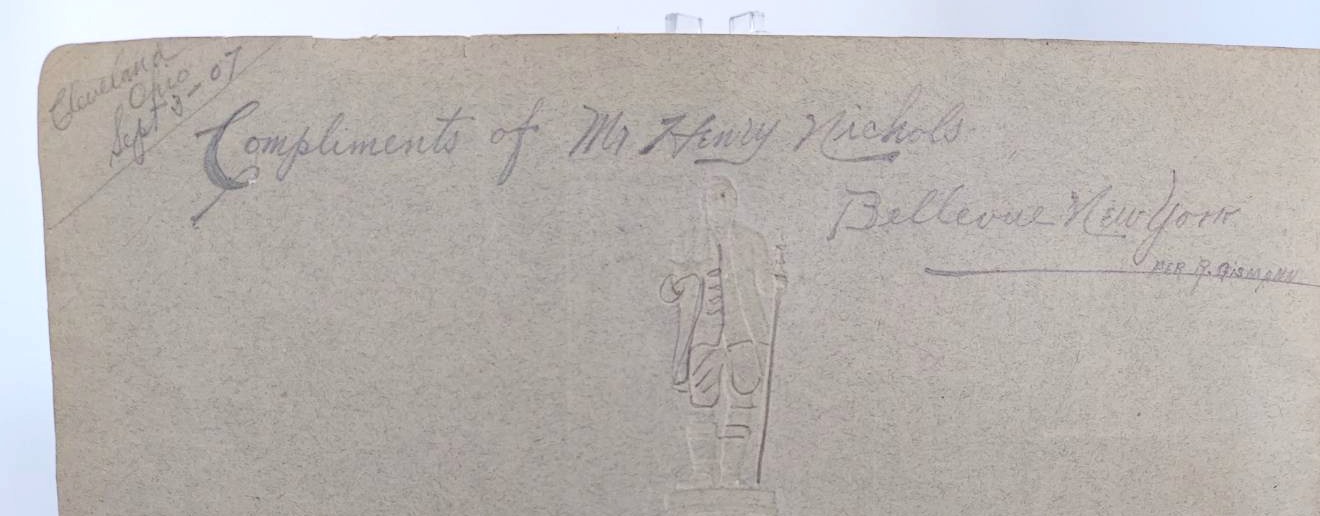 Cleveland
Ohio
Sept 3-07
Compliments of Mr Henry Nichols
Bellevue New York
PER R. GISMANN